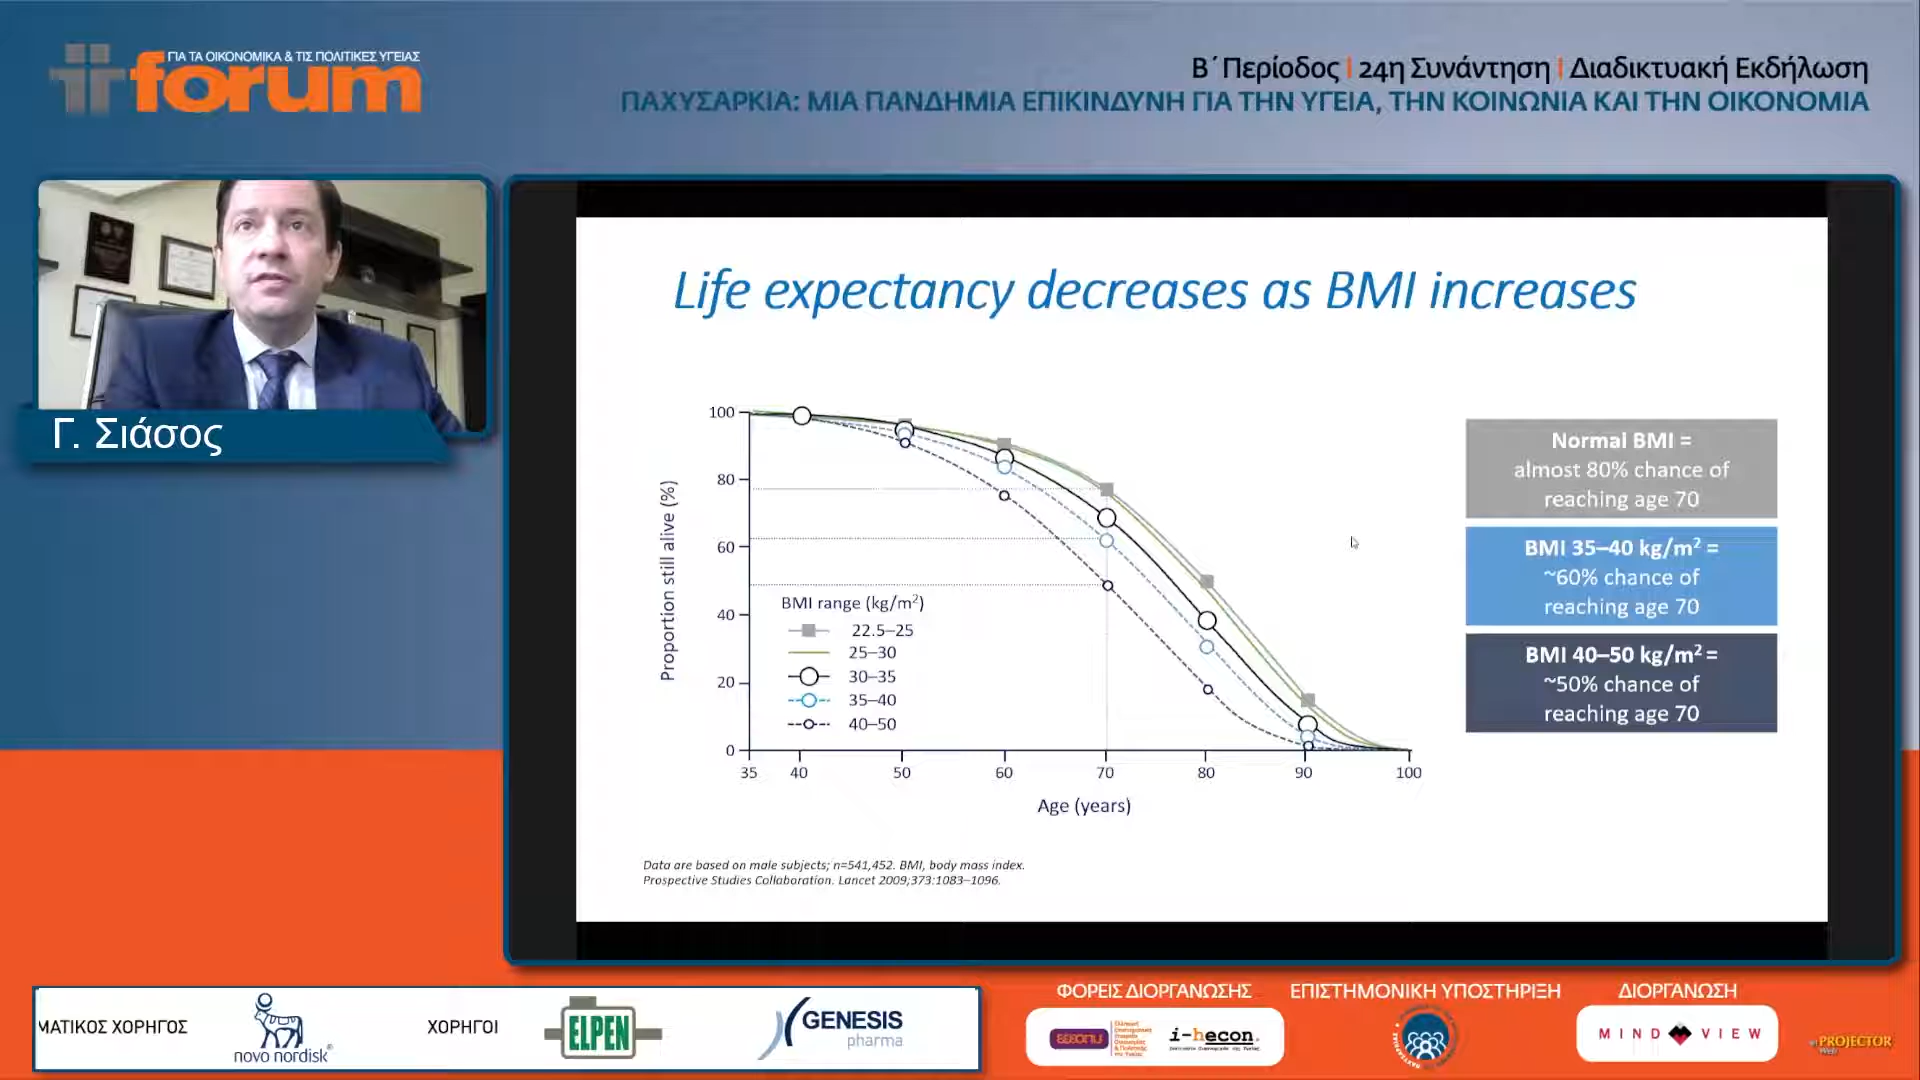 ΓΙΑ ΤΑ ΟΙΚΟΝΟΜΙΚΑ & ΤΙΣ ΠΟΛΙΤΙΚΕΣ ΥΓΕΙΑΣ
forum
Β΄ Περίοδος | 24η Συνάντηση | Διαδικτυακή Εκδήλωση
ΠΑΧΥΣΑΡΚΙΑ: ΜΙΑ ΠΑΝΔΗΜΙΑ ΕΠΙΚΙΝΔΥΝΗ ΓΙΑ ΤΗΝ ΥΓΕΙΑ, ΤΗΝ ΚΟΙΝΩΝΙΑ ΚΑΙ ΤΗΝ ΟΙΚΟΝΟΜΙΑ
Γ. Σιάσος
Life expectancy decreases as BMI increases
Proportion still alive (%)
100
80
60
40
20
0
35 40 50 60 70 80 90 100
Age (years)
BMI range (kg/m²)
22.5–25
25–30
30–35
35–40
40–50
Normal BMI =
almost 80% chance of
reaching age 70
BMI 35–40 kg/m² =
~60% chance of
reaching age 70
BMI 40–50 kg/m² =
~50% chance of
reaching age 70
Data are based on male subjects; n=541,452. BMI, body mass index.
Prospective Studies Collaboration. Lancet 2009;373:1083–1096.
ΜΑΤΙΚΟΣ ΧΟΡΗΓΟΣ
novo nordisk®
ΧΟΡΗΓΟΙ
ELPEN
GENESIS
pharma
ΦΟΡΕΙΣ ΔΙΟΡΓΑΝΩΣΗΣ
i-hecon
ΕΠΙΣΤΗΜΟΝΙΚΗ ΥΠΟΣΤΗΡΙΞΗ
ΔΙΟΡΓΑΝΩΣΗ
MIND VIEW
PROJECTOR